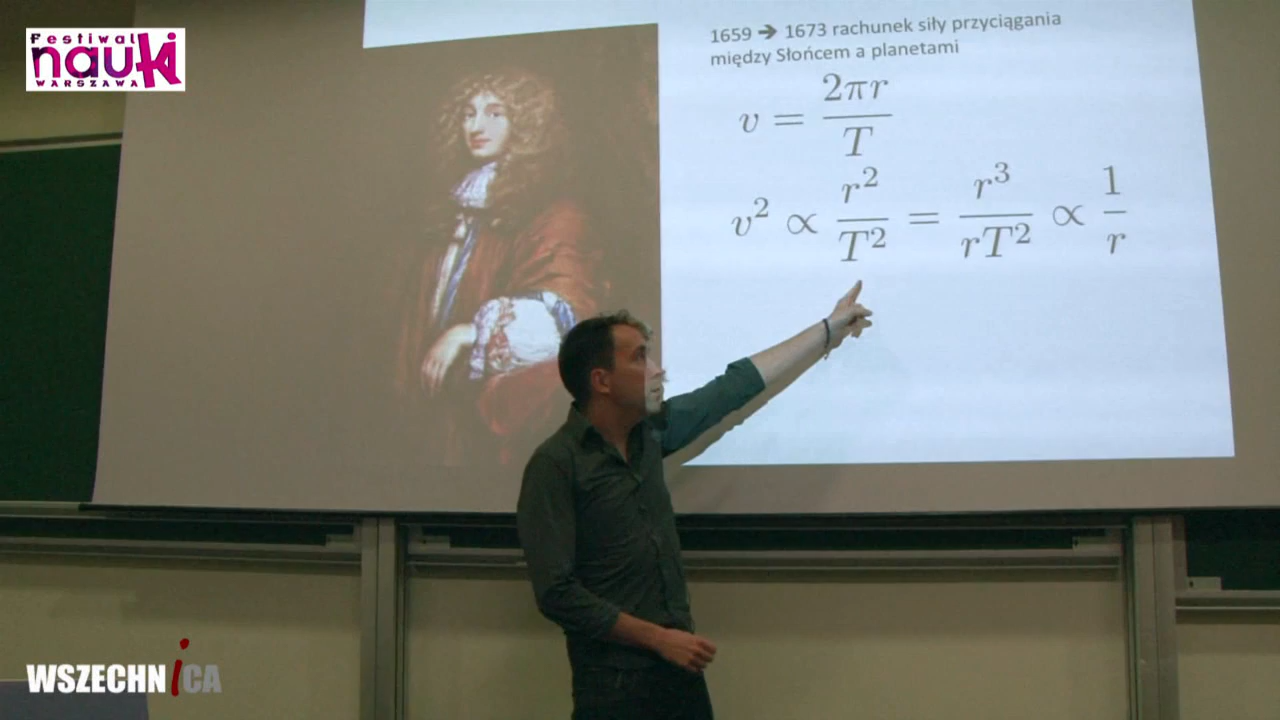 Festiwal
nauki
WARSZAWA
1659 → 1673 rachunek siły przyciągania
między Słońcem a planetami
v = 2πr / T
v² ∝ r² / T² = r³ / rT² ∝ 1 / r
WSZECHNiCA